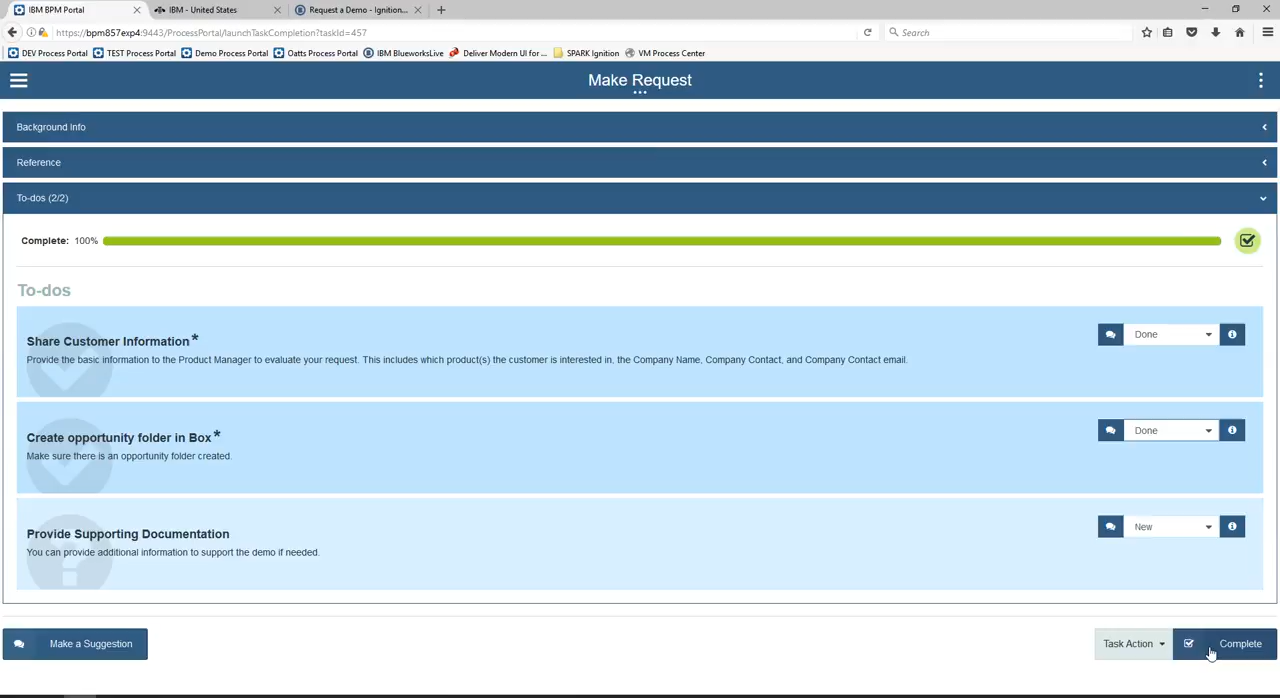 IBM BPM Portal
IBM - United States
Request a Demo - Ignition...
https://bpm857exp4:9443/ProcessPortal/launchTaskCompletion?taskId=457
Search
DEV Process Portal
TEST Process Portal
Demo Process Portal
Oatts Process Portal
IBM BlueworksLive
Deliver Modern UI for ...
SPARK Ignition
VM Process Center
Make Request
Background Info
Reference
To-dos (2/2)
Complete: 100%
To-dos
Share Customer Information*
Done
Provide the basic information to the Product Manager to evaluate your request. This includes which product(s) the customer is interested in, the Company Name, Company Contact, and Company Contact email.
Create opportunity folder in Box*
Done
Make sure there is an opportunity folder created.
Provide Supporting Documentation
New
You can provide additional information to support the demo if needed.
Make a Suggestion
Task Action
Complete